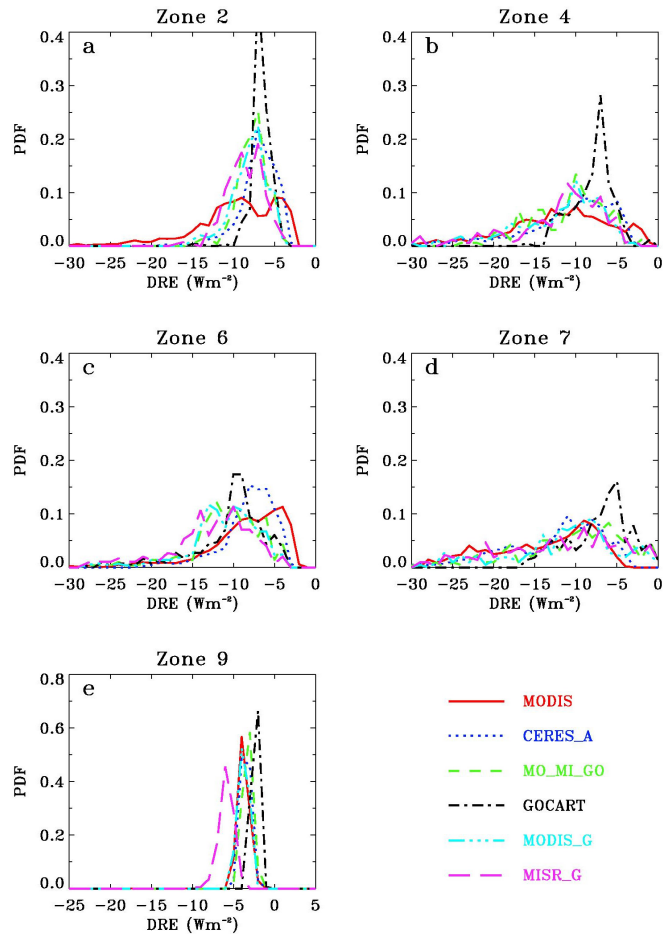 Zone 2
a
0.4
0.3
0.2
0.1
0.0
PDF
-30 -25 -20 -15 -10 -5 0
DRE (Wm⁻²)
Zone 4
b
0.4
0.3
0.2
0.1
0.0
PDF
-30 -25 -20 -15 -10 -5 0
DRE (Wm⁻²)
Zone 6
c
0.4
0.3
0.2
0.1
0.0
PDF
-30 -25 -20 -15 -10 -5 0
DRE (Wm⁻²)
Zone 7
d
0.4
0.3
0.2
0.1
0.0
PDF
-30 -25 -20 -15 -10 -5 0
DRE (Wm⁻²)
Zone 9
e
0.8
0.6
0.4
0.2
0.0
PDF
-25 -20 -15 -10 -5 0 5
DRE (Wm⁻²)
MODIS
CERES_A
MO_MI_GO
GOCART
MODIS_G
MISR_G